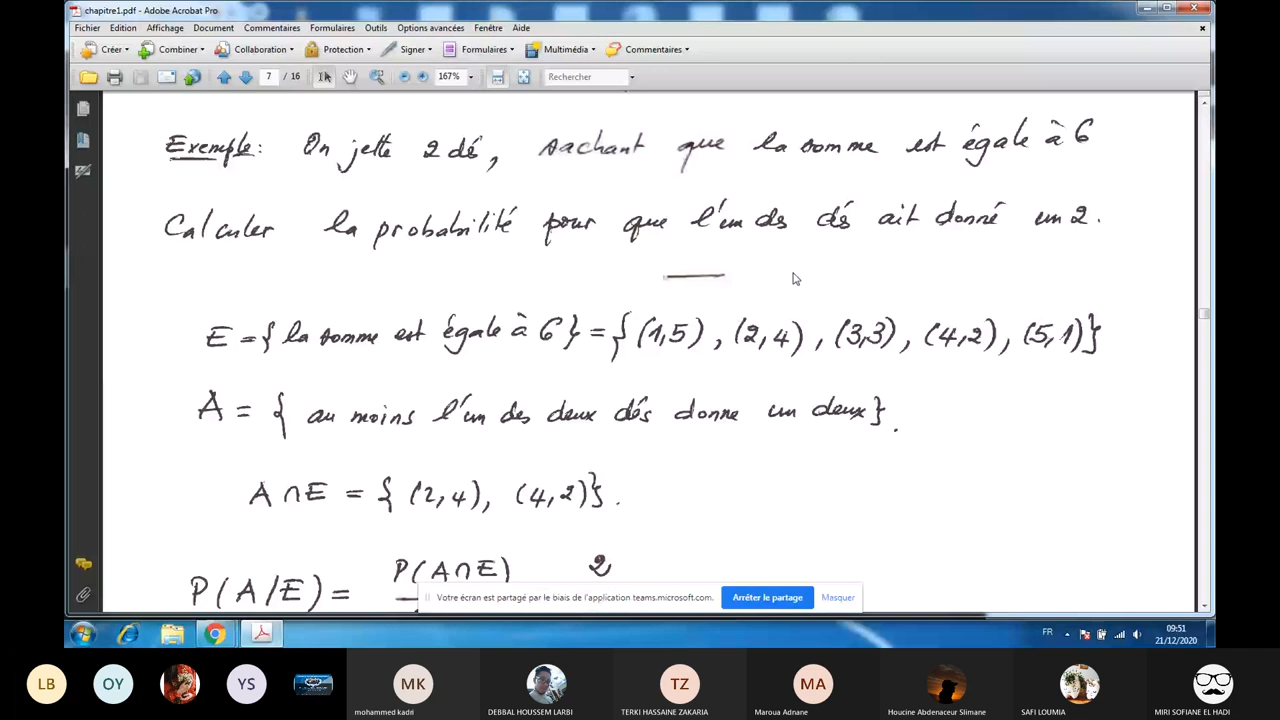 chapitre1.pdf - Adobe Acrobat Pro
Fichier Edition Affichage Document Commentaires Formulaires Outils Options avancées Fenêtre Aide
Créer Combiner Collaboration Protection Signer Formulaires Multimédia Commentaires
7 / 16 167% Rechercher
Exemple: On jette 2 dé, sachant que la somme est égale à 6
Calculer la probabilité pour que l'un ds dés ait donné un 2.
E = { la somme est égale à 6 } = { (1,5) , (2,4) , (3,3) , (4,2) , (5,1) }
A = { au moins l'un des deux dés donne un deux } .
A ∩ E = { (2,4), (4,2) } .
P(A∩E) 2
P(A/E) =
Votre écran est partagé par le biais de l'application teams.microsoft.com. Arrêter le partage Masquer
FR 09:51
21/12/2020
LB OY YS MK TZ MA
mohammed kadri DEBBAL HOUSSEM LARBI TERKI HASSAINE ZAKARIA Maroua Adnane Houcine Abdenaceur Slimane SAFI LOUMIA MIRI SOFIANE EL HADI